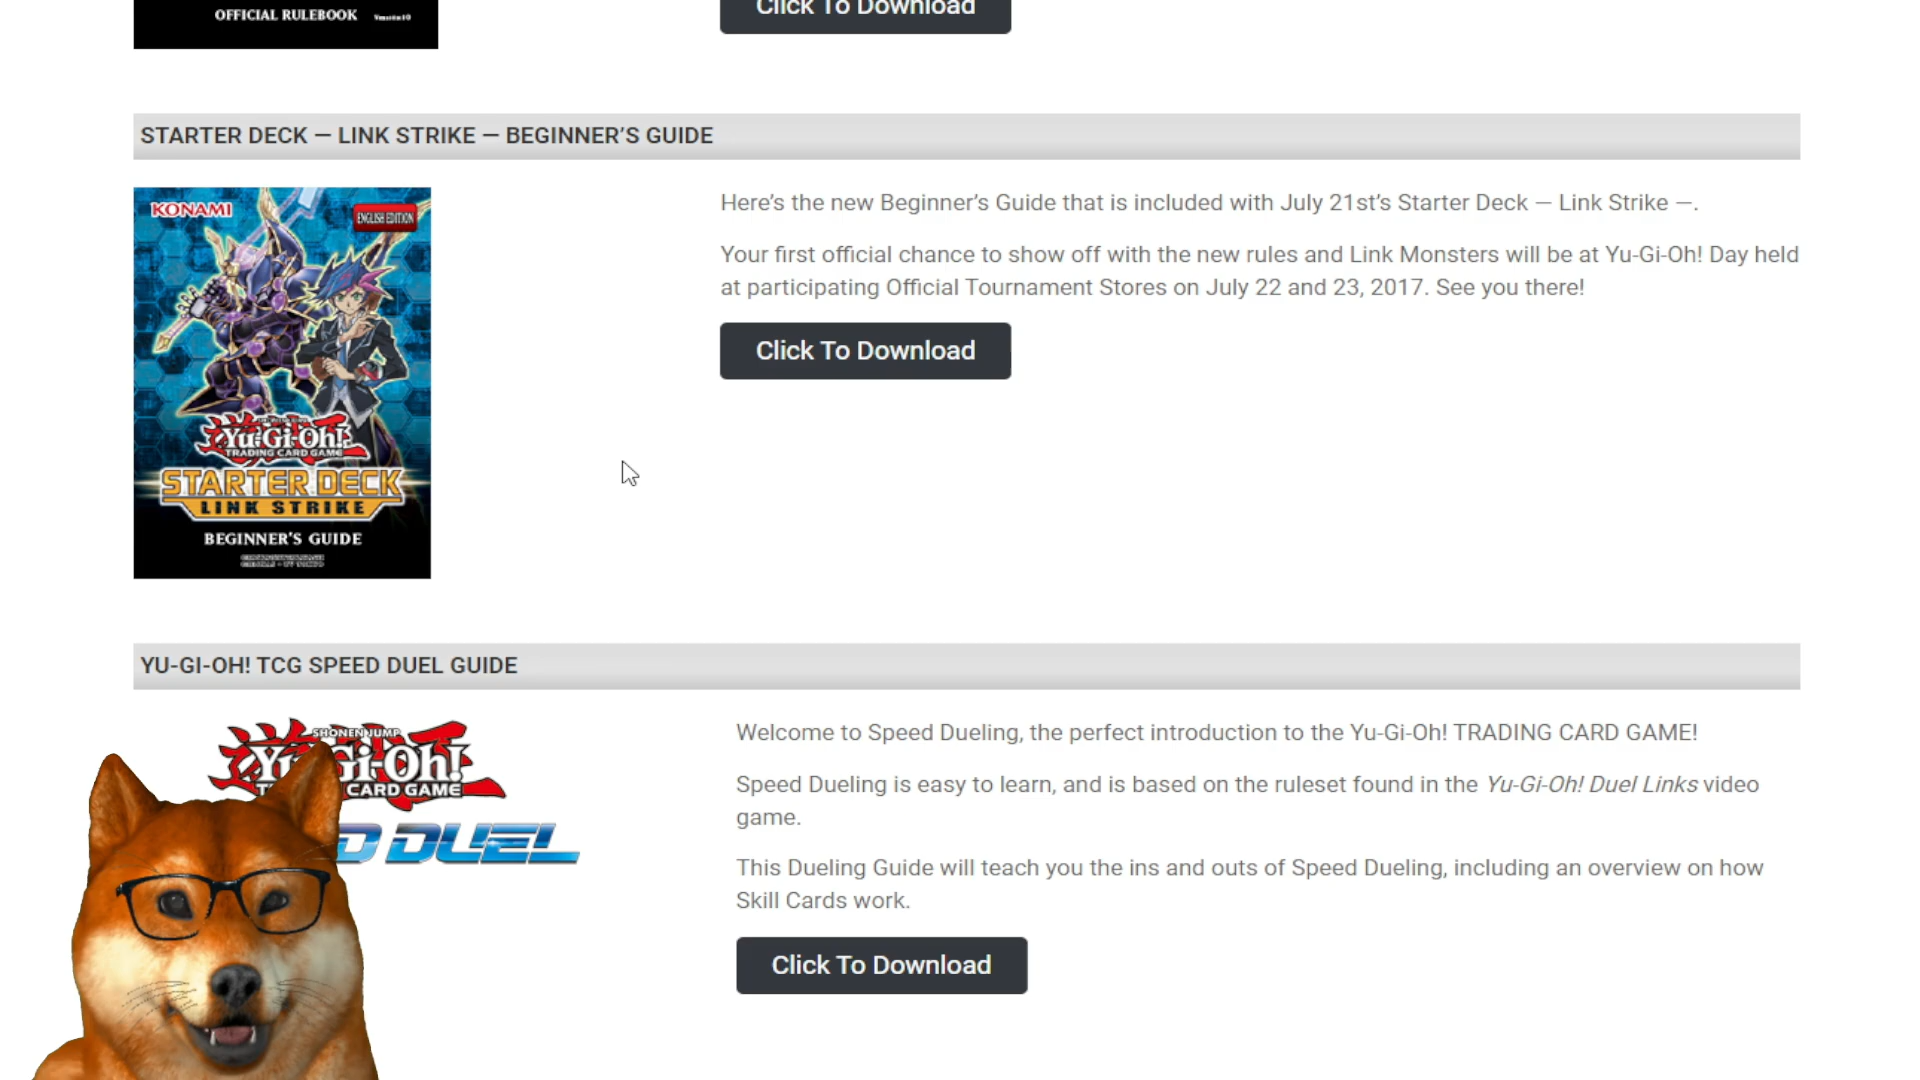 OFFICIAL RULEBOOK Version 10
Click To Download
STARTER DECK — LINK STRIKE — BEGINNER'S GUIDE
KONAMI
ENGLISH EDITION
Yu-Gi-Oh!
TRADING CARD GAME
STARTER DECK
LINK STRIKE
BEGINNER'S GUIDE
Here's the new Beginner's Guide that is included with July 21st's Starter Deck — Link Strike —.
Your first official chance to show off with the new rules and Link Monsters will be at Yu-Gi-Oh! Day held
at participating Official Tournament Stores on July 22 and 23, 2017. See you there!
Click To Download
YU-GI-OH! TCG SPEED DUEL GUIDE
SHONEN JUMP
Yu-Gi-Oh!
CARD GAME
DUEL
Welcome to Speed Dueling, the perfect introduction to the Yu-Gi-Oh! TRADING CARD GAME!
Speed Dueling is easy to learn, and is based on the ruleset found in the Yu-Gi-Oh! Duel Links video
game.
This Dueling Guide will teach you the ins and outs of Speed Dueling, including an overview on how
Skill Cards work.
Click To Download